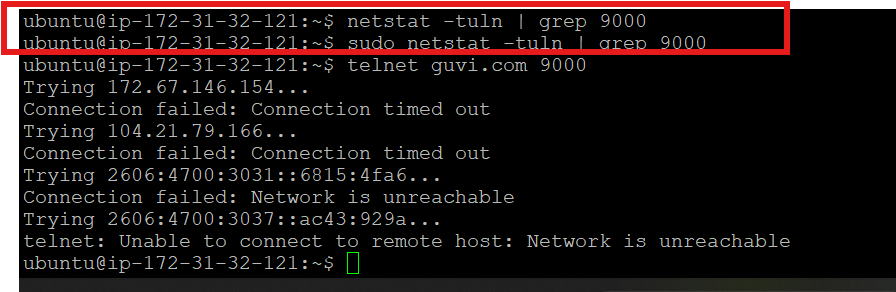 ubuntu@ip-172-31-32-121:~$ netstat -tuln | grep 9000
ubuntu@ip-172-31-32-121:~$ sudo netstat -tuln | grep 9000
ubuntu@ip-172-31-32-121:~$ telnet guvi.com 9000
Trying 172.67.146.154...
Connection failed: Connection timed out
Trying 104.21.79.166...
Connection failed: Connection timed out
Trying 2606:4700:3031::6815:4fa6...
Connection failed: Network is unreachable
Trying 2606:4700:3037::ac43:929a...
telnet: Unable to connect to remote host: Network is unreachable
ubuntu@ip-172-31-32-121:~$